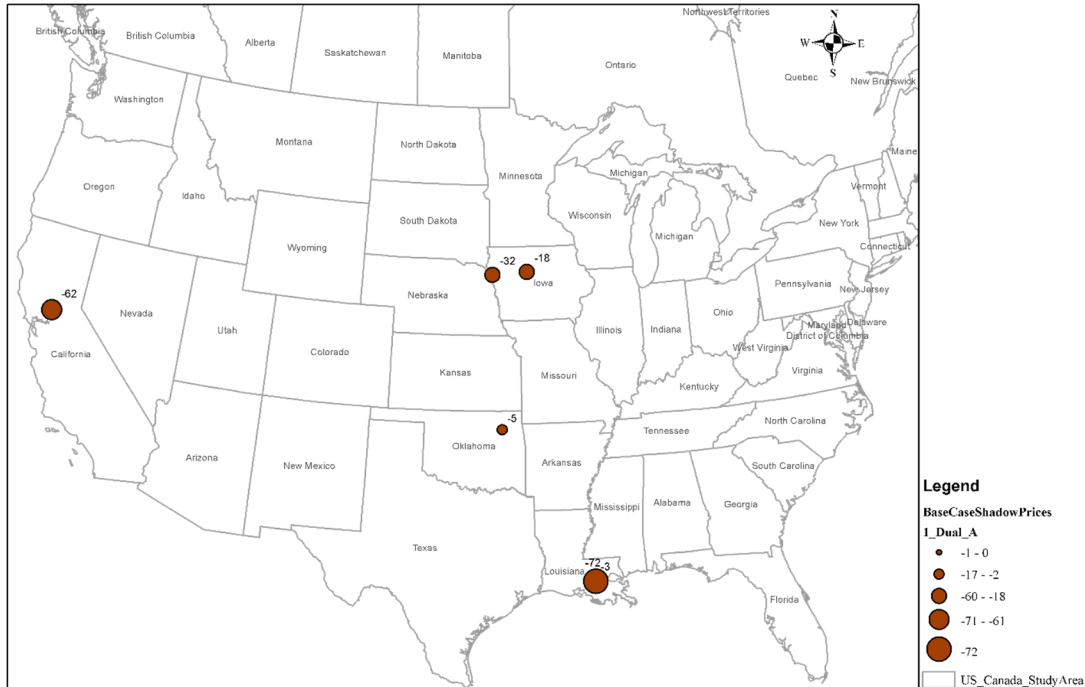 Northwest Territories
N
British Columbia
British Columbia
Alberta
Saskatchewan
Manitoba
Ontario
W
E
S
Quebec
New Brunswick
Washington
Montana
North Dakota
Minnesota
Michigan
Maine
Oregon
Idaho
South Dakota
Wisconsin
Vermont
New York
Wyoming
Michigan
Connecticut
-32
-18
Iowa
Nebraska
Pennsylvania
New Jersey
-62
Nevada
Utah
Illinois
Indiana
Ohio
Maryland
Delaware
District of Columbia
West Virginia
California
Colorado
Kansas
Missouri
Kentucky
Virginia
-5
Oklahoma
Tennessee
North Carolina
Arizona
New Mexico
Arkansas
South Carolina
Mississippi
Alabama
Georgia
Texas
-72
-3
Louisiana
Florida
Legend
BaseCaseShadowPrices
1_Dual_A
-1 - 0
-17 - -2
-60 - -18
-71 - -61
-72
US_Canada_StudyArea